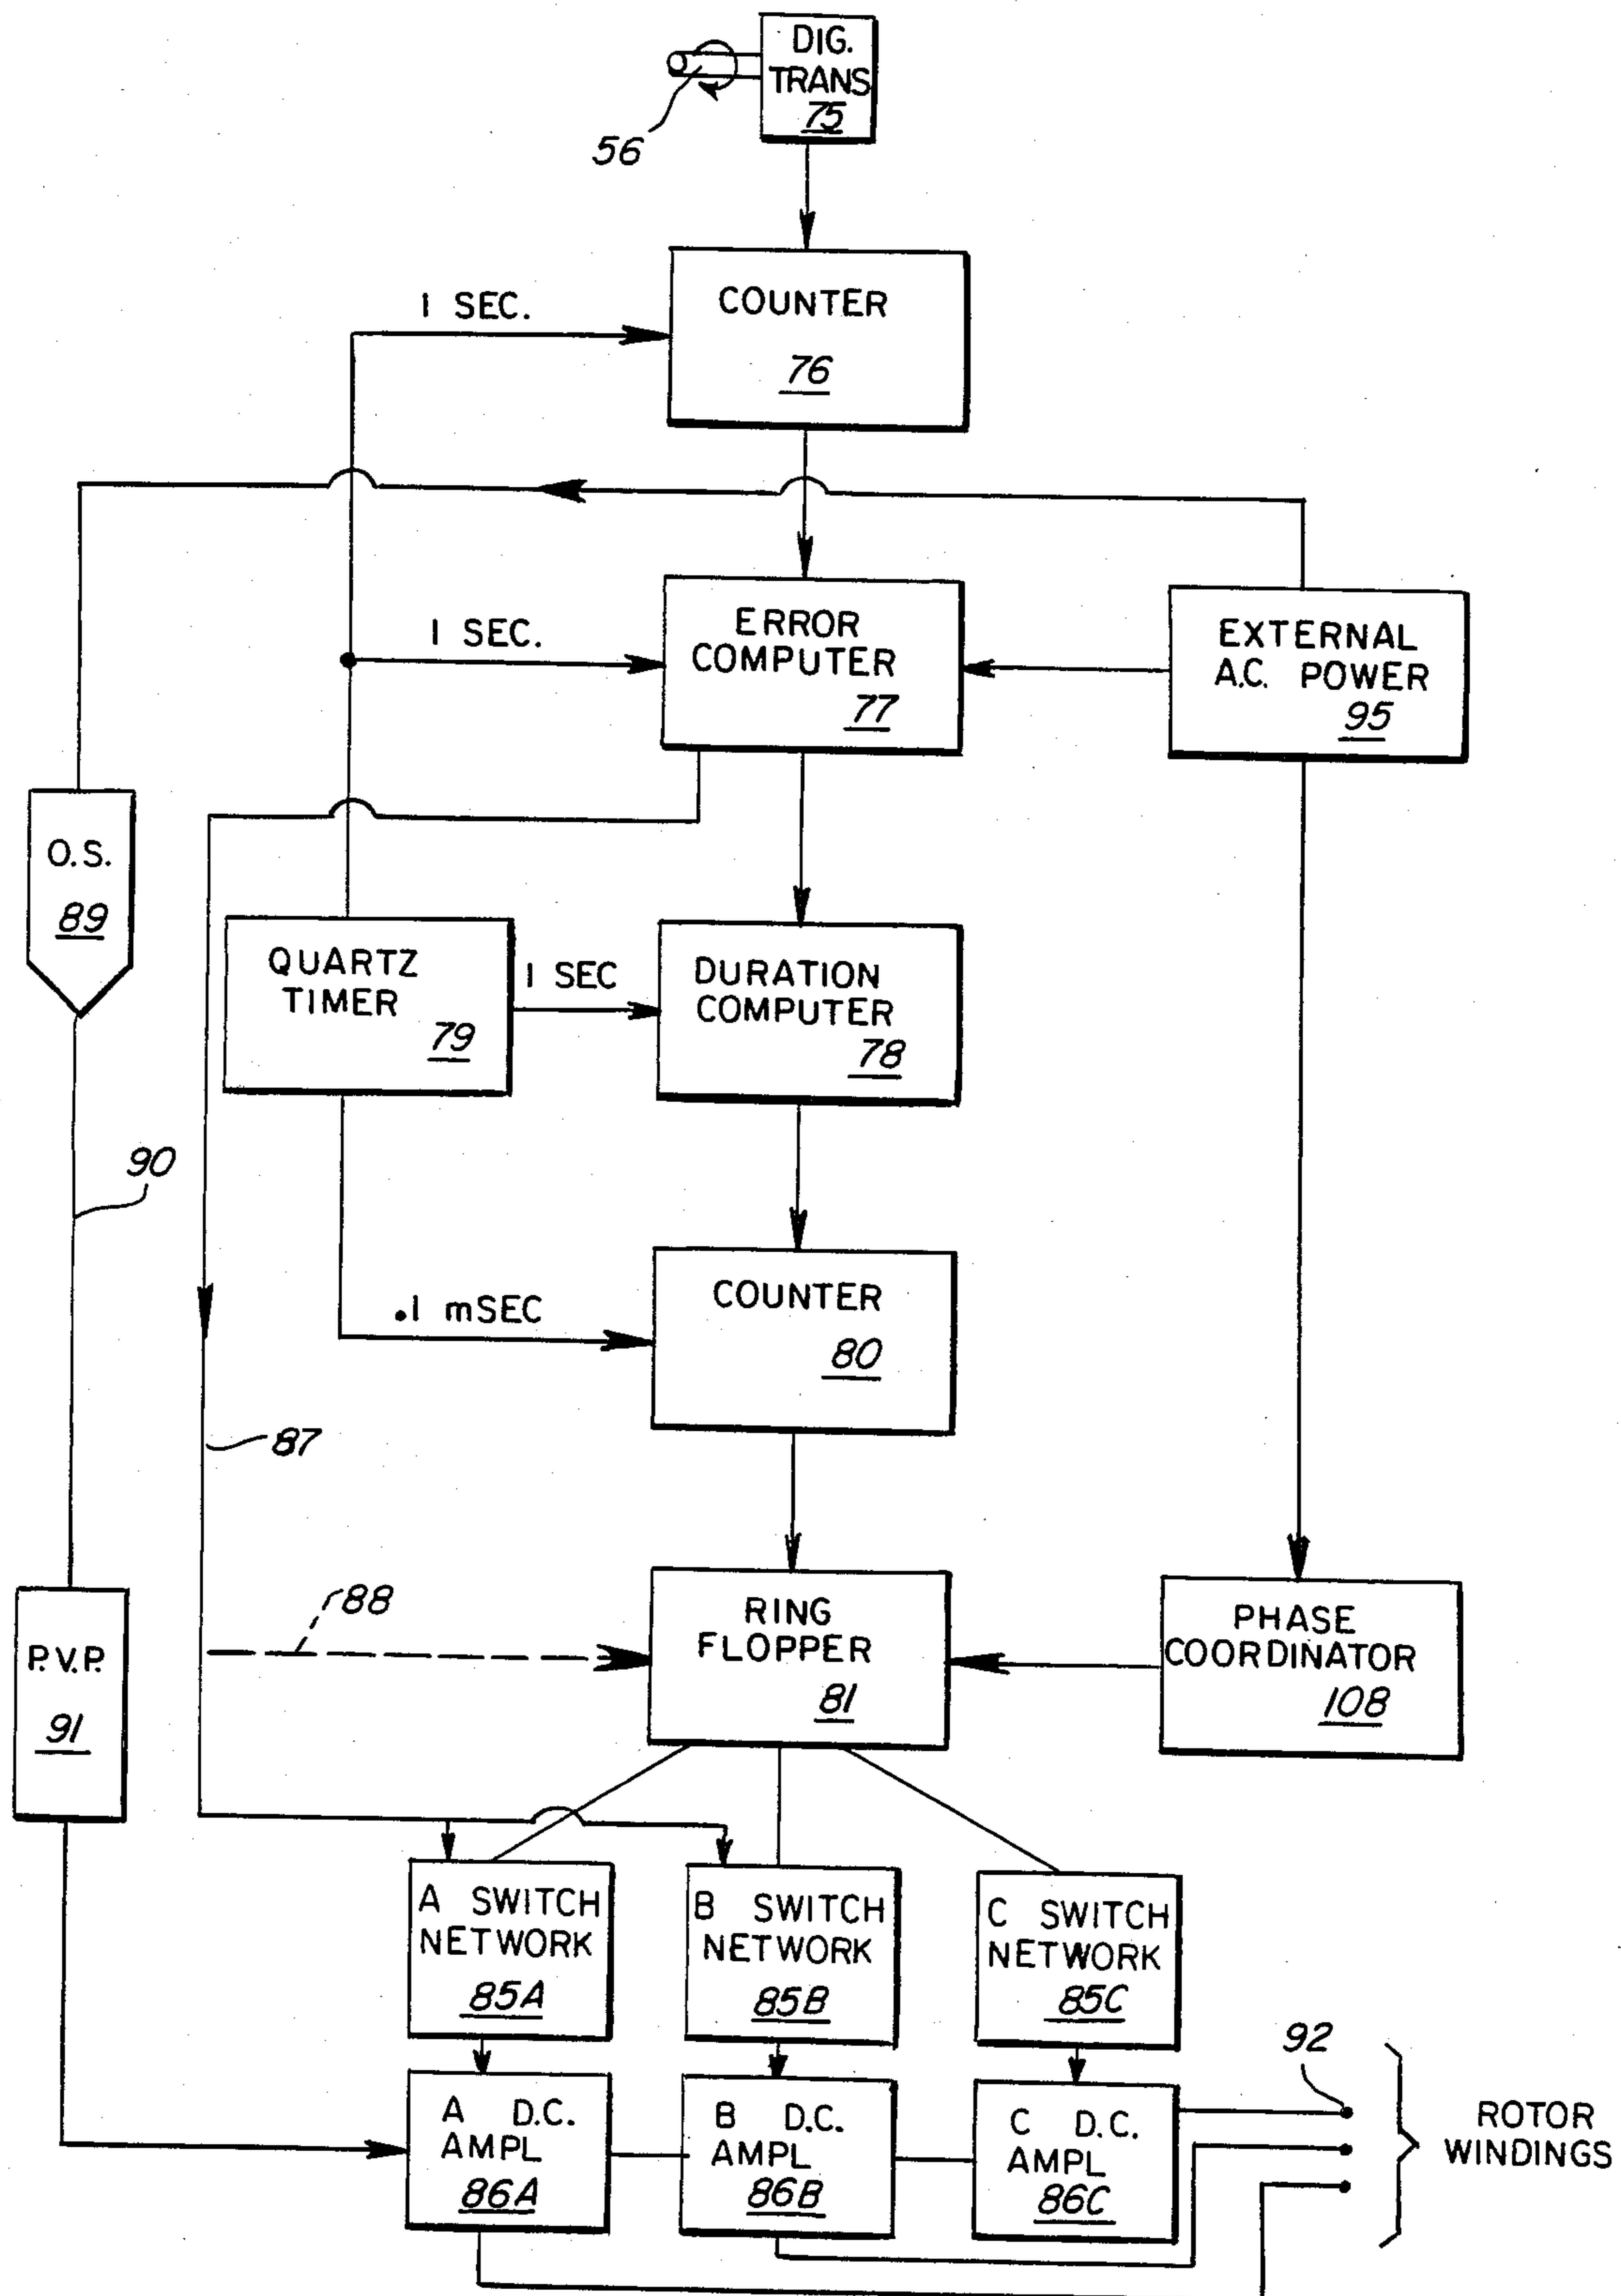 DIG.
TRANS
75
56
1 SEC.
COUNTER
76
1 SEC.
ERROR
COMPUTER
77
EXTERNAL
A.C. POWER
95
O.S.
89
QUARTZ
TIMER
79
1 SEC
DURATION
COMPUTER
78
90
.1 mSEC
COUNTER
80
87
88
RING
FLOPPER
81
PHASE
COORDINATOR
108
P.V.P.
91
A SWITCH
NETWORK
85A
B SWITCH
NETWORK
85B
C SWITCH
NETWORK
85C
92
A D.C.
AMPL
86A
B D.C.
AMPL
86B
C D.C.
AMPL
86C
ROTOR
WINDINGS